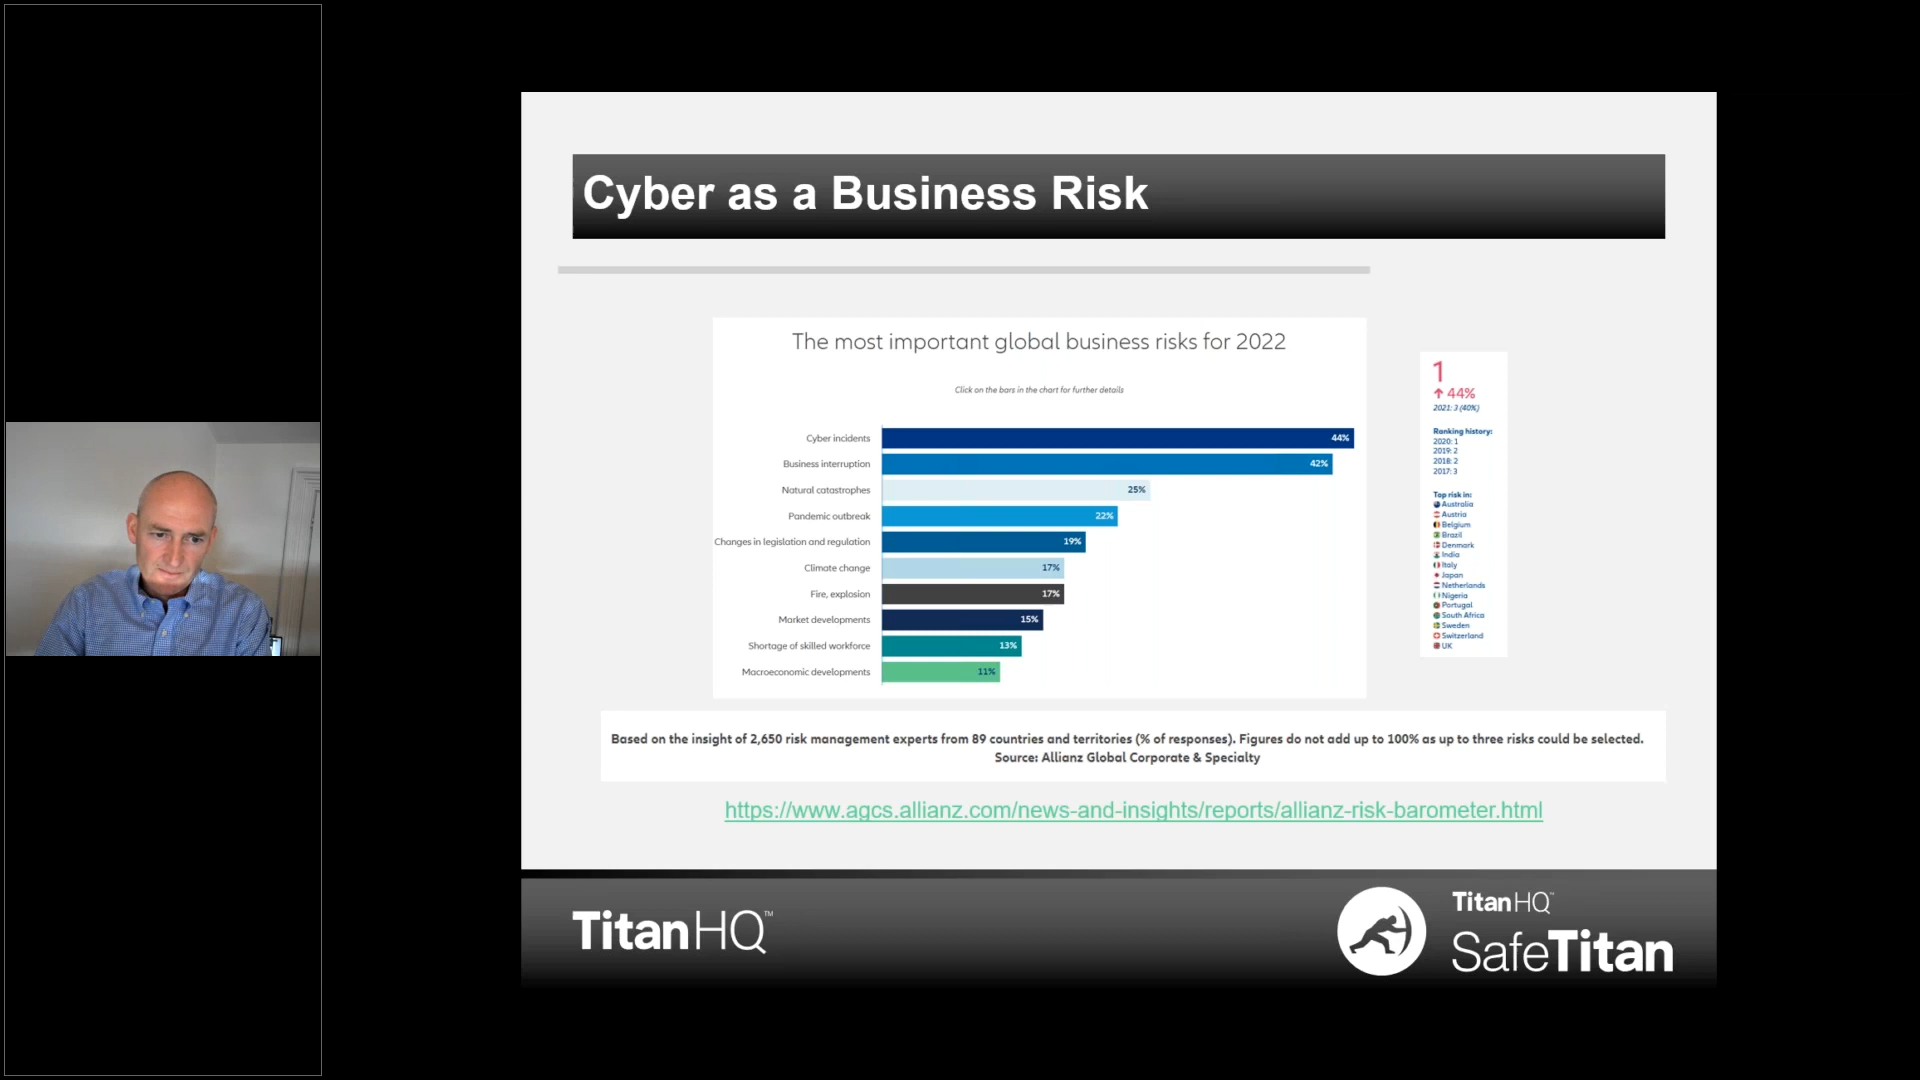 Cyber as a Business Risk
The most important global business risks for 2022
Click on the bars in the chart for further details
Cyber incidents 44%
Business interruption 42%
Natural catastrophes 25%
Pandemic outbreak 22%
Changes in legislation and regulation 19%
Climate change 17%
Fire, explosion 17%
Market developments 15%
Shortage of skilled workforce 13%
Macroeconomic developments 11%
1
44%
2021: 3 (40%)
Ranking history:
2020: 1
2019: 2
2018: 2
2017: 3
Top risk in:
Australia
Austria
Belgium
Brazil
Denmark
India
Italy
Japan
Netherlands
Nigeria
Portugal
South Africa
Sweden
Switzerland
UK
Based on the insight of 2,650 risk management experts from 89 countries and territories (% of responses). Figures do not add up to 100% as up to three risks could be selected.
Source: Allianz Global Corporate & Specialty
https://www.agcs.allianz.com/news-and-insights/reports/allianz-risk-barometer.html
TitanHQ™
TitanHQ™
SafeTitan